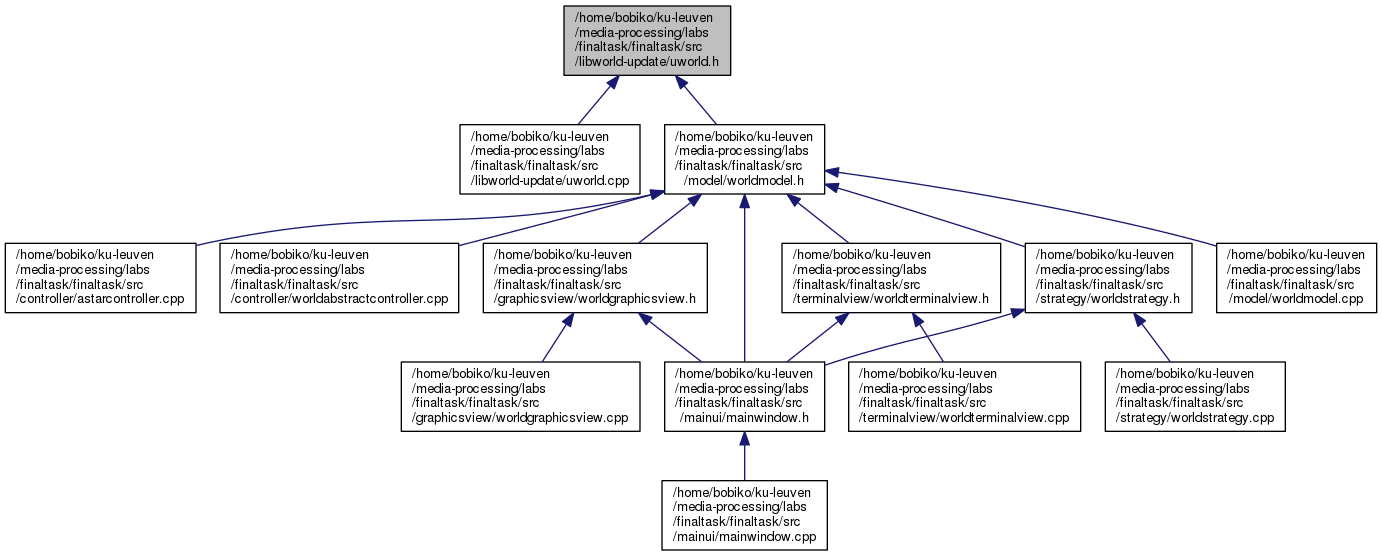 /home/bobiko/ku-leuven
/media-processing/labs
/finaltask/finaltask/src
/libworld-update/uworld.h
/home/bobiko/ku-leuven
/media-processing/labs
/finaltask/finaltask/src
/libworld-update/uworld.cpp
/home/bobiko/ku-leuven
/media-processing/labs
/finaltask/finaltask/src
/model/worldmodel.h
/home/bobiko/ku-leuven
/media-processing/labs
/finaltask/finaltask/src
/controller/astarcontroller.cpp
/home/bobiko/ku-leuven
/media-processing/labs
/finaltask/finaltask/src
/controller/worldabstractcontroller.cpp
/home/bobiko/ku-leuven
/media-processing/labs
/finaltask/finaltask/src
/graphicsview/worldgraphicsview.h
/home/bobiko/ku-leuven
/media-processing/labs
/finaltask/finaltask/src
/terminalview/worldterminalview.h
/home/bobiko/ku-leuven
/media-processing/labs
/finaltask/finaltask/src
/strategy/worldstrategy.h
/home/bobiko/ku-leuven
/media-processing/labs
/finaltask/finaltask/src
/model/worldmodel.cpp
/home/bobiko/ku-leuven
/media-processing/labs
/finaltask/finaltask/src
/graphicsview/worldgraphicsview.cpp
/home/bobiko/ku-leuven
/media-processing/labs
/finaltask/finaltask/src
/mainui/mainwindow.h
/home/bobiko/ku-leuven
/media-processing/labs
/finaltask/finaltask/src
/terminalview/worldterminalview.cpp
/home/bobiko/ku-leuven
/media-processing/labs
/finaltask/finaltask/src
/strategy/worldstrategy.cpp
/home/bobiko/ku-leuven
/media-processing/labs
/finaltask/finaltask/src
/mainui/mainwindow.cpp